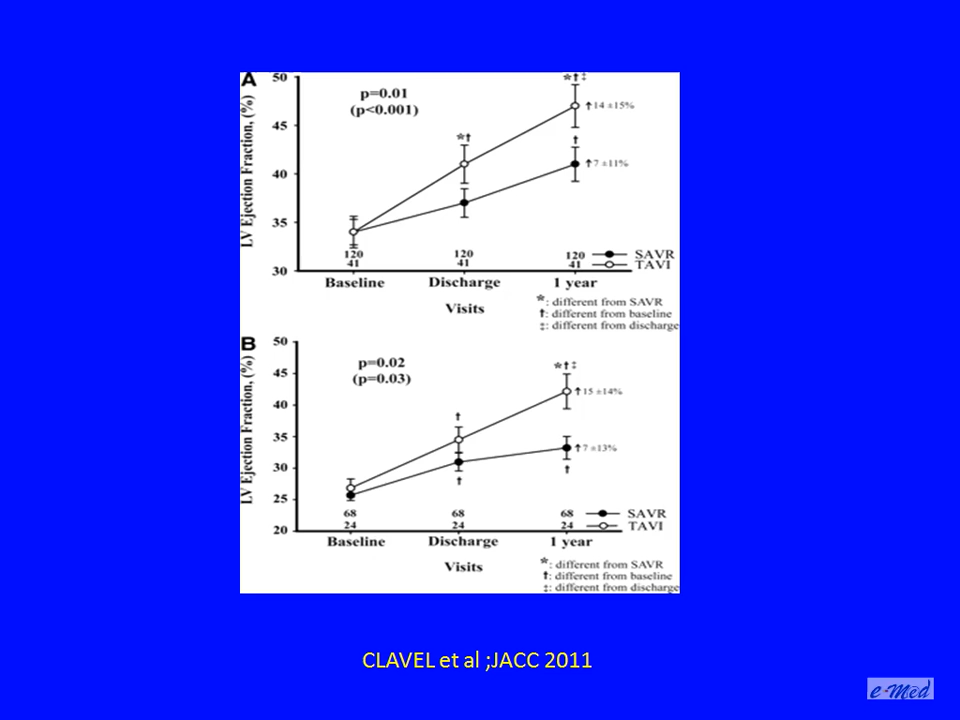 A
50
p=0.01
(p<0.001)
*†‡
↑14 ±15%
45
*†
†
↑7 ±11%
LV Ejection Fraction, (%)
40
35
120 120 120 SAVR
41 41 41 TAVI
30
Baseline Discharge 1 year
Visits
*: different from SAVR
†: different from baseline
‡: different from discharge
B
50
p=0.02
(p=0.03)
*†‡
45
↑15 ±14%
LV Ejection Fraction, (%)
40
†
35
↑7 ±13%
30
† †
25
68 68 68 SAVR
24 24 24 TAVI
20
Baseline Discharge 1 year
Visits
*: different from SAVR
†: different from baseline
‡: different from discharge
CLAVEL et al ;JACC 2011
e-Med